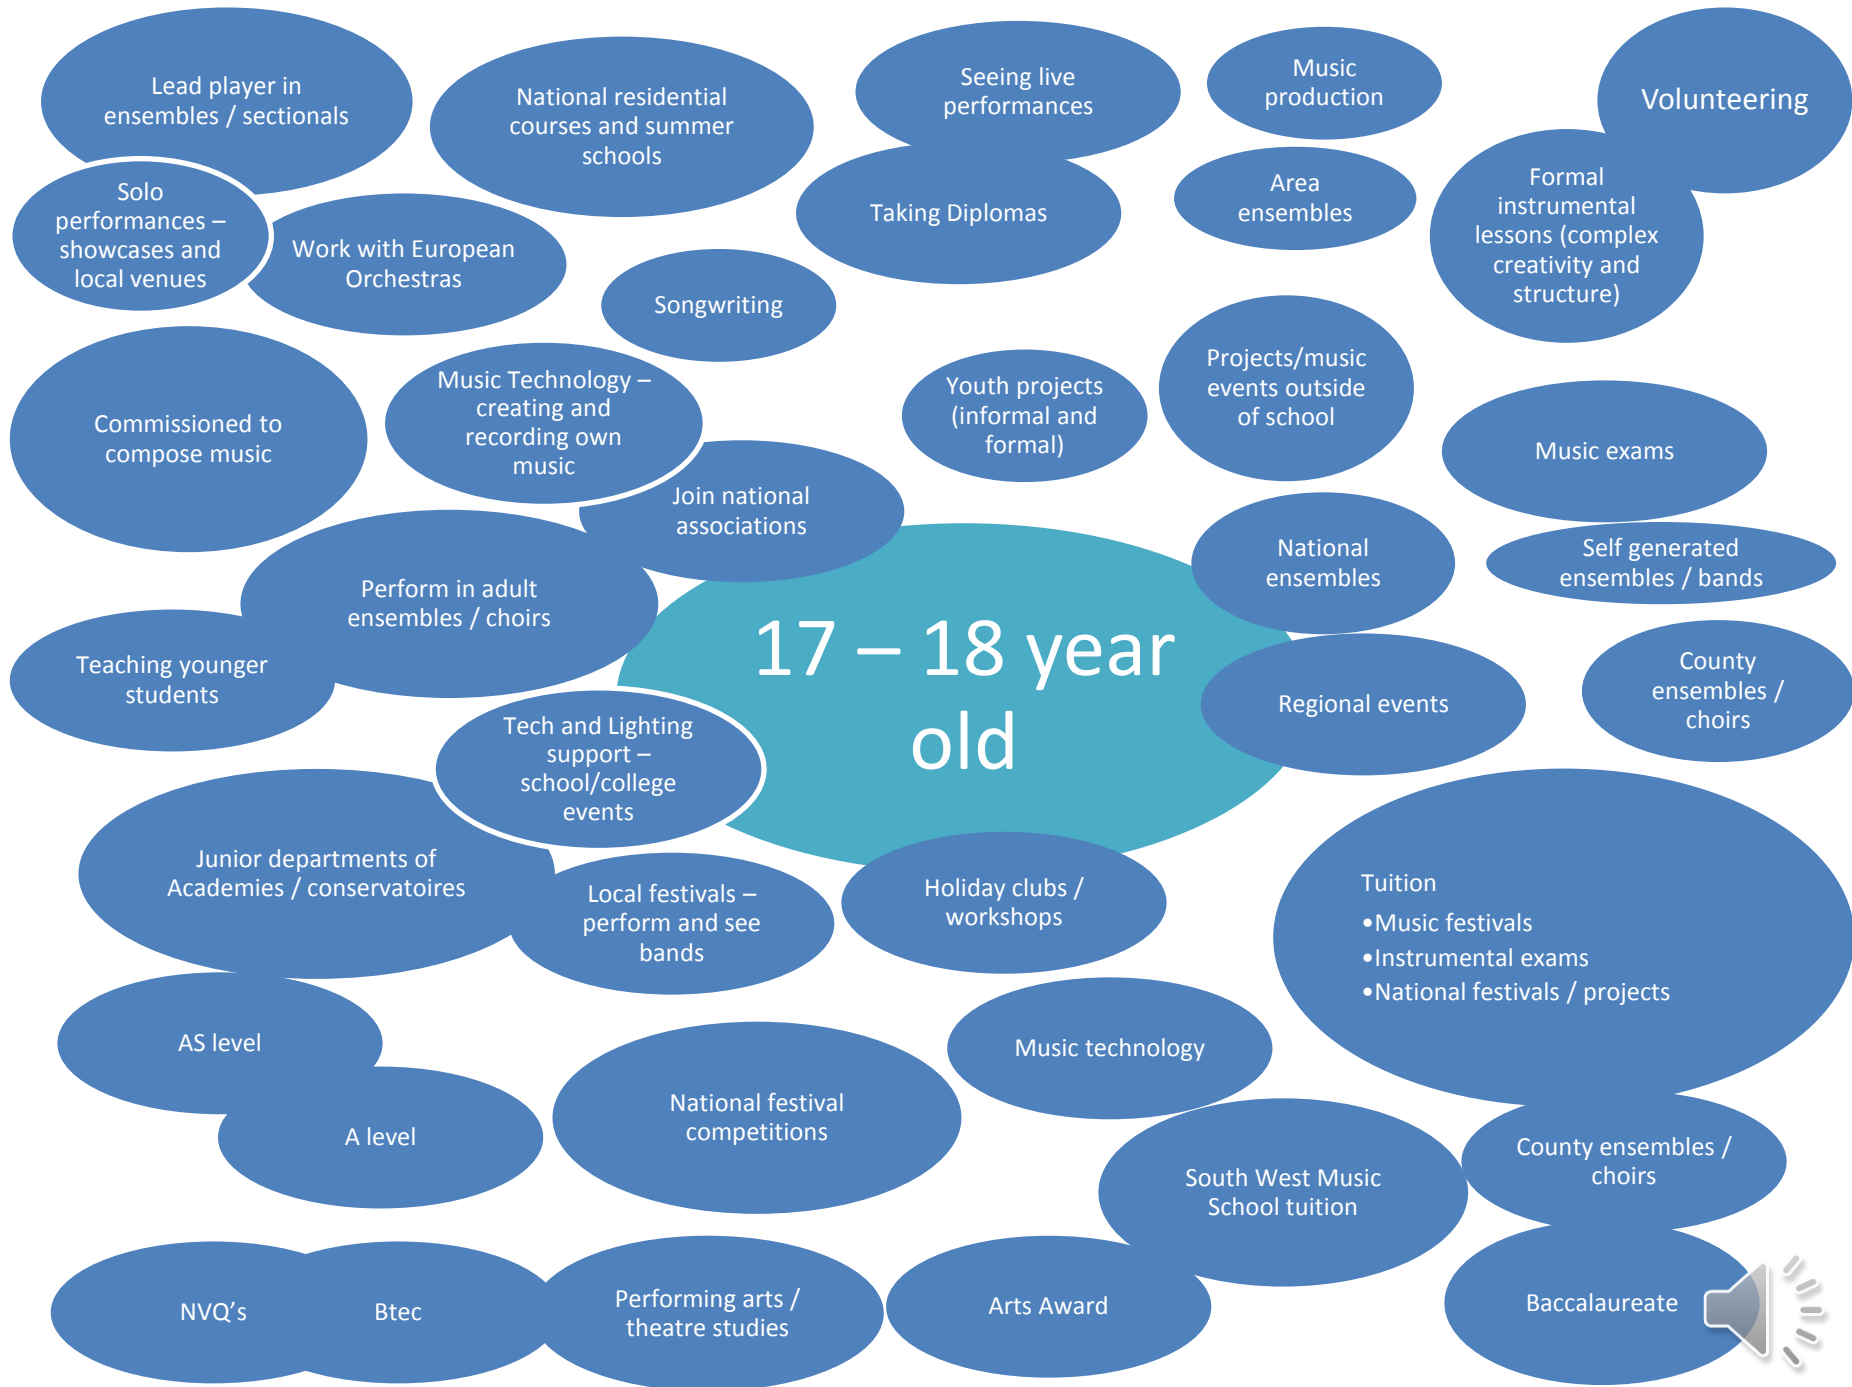 Lead player in
ensembles / sectionals
National residential
courses and summer
schools
Seeing live
performances
Music
production
Volunteering
Solo
performances –
showcases and
local venues
Work with European
Orchestras
Taking Diplomas
Area
ensembles
Formal
instrumental
lessons (complex
creativity and
structure)
Songwriting
Commissioned to
compose music
Music Technology –
creating and
recording own
music
Youth projects
(informal and
formal)
Projects/music
events outside
of school
Music exams
Join national
associations
National
ensembles
Self generated
ensembles / bands
Perform in adult
ensembles / choirs
17 – 18 year
old
Teaching younger
students
Regional events
County
ensembles /
choirs
Tech and Lighting
support –
school/college
events
Junior departments of
Academies / conservatoires
Local festivals –
perform and see
bands
Holiday clubs /
workshops
Tuition
•Music festivals
•Instrumental exams
•National festivals / projects
AS level
Music technology
A level
National festival
competitions
South West Music
School tuition
County ensembles /
choirs
NVQ's
Btec
Performing arts /
theatre studies
Arts Award
Baccalaureate